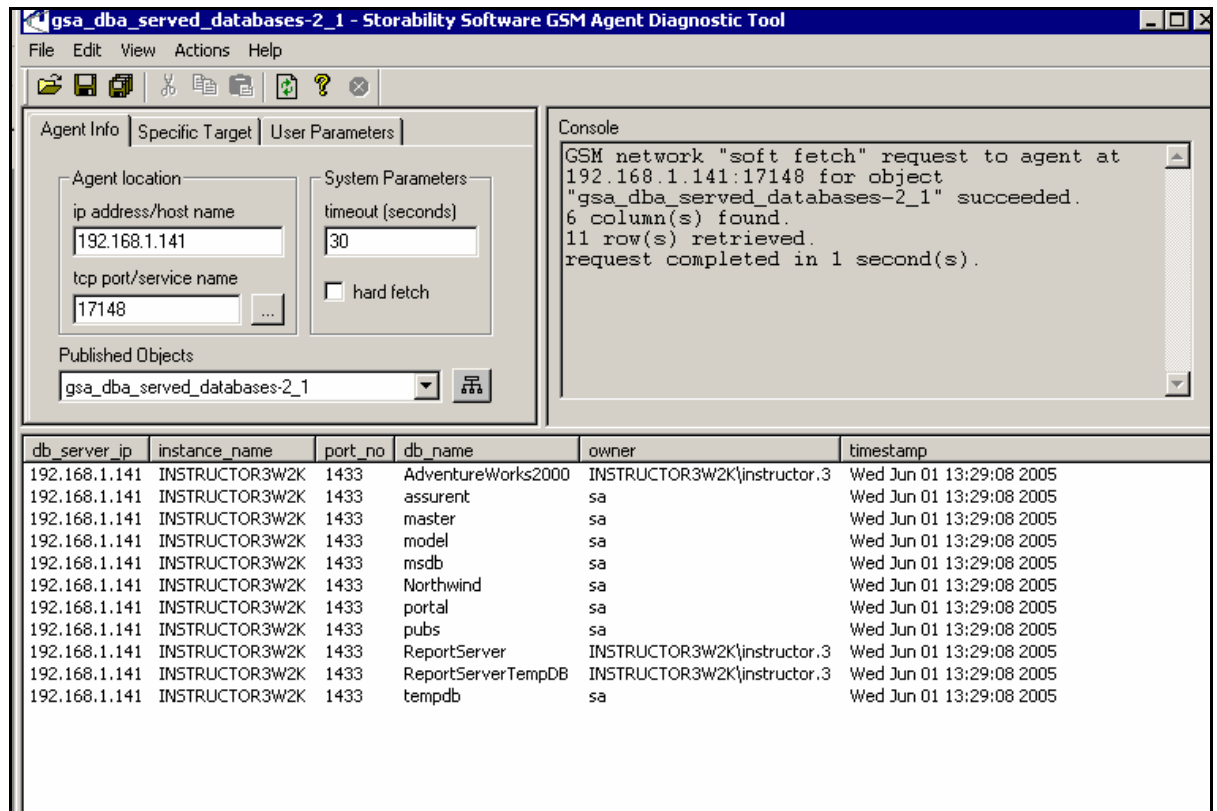 gsa_dba_served_databases-2_1 - Storability Software GSM Agent Diagnostic Tool
File Edit View Actions Help
Agent Info Specific Target User Parameters
Agent location
ip address/host name
192.168.1.141
tcp port/service name
17148 ...
System Parameters
timeout (seconds)
30
hard fetch
Published Objects
gsa_dba_served_databases-2_1
Console
GSM network "soft fetch" request to agent at
192.168.1.141:17148 for object
"gsa_dba_served_databases-2_1" succeeded.
6 column(s) found.
11 row(s) retrieved.
request completed in 1 second(s).
db_server_ip instance_name port_no db_name owner timestamp
192.168.1.141 INSTRUCTOR3W2K 1433 AdventureWorks2000 INSTRUCTOR3W2K\instructor.3 Wed Jun 01 13:29:08 2005
192.168.1.141 INSTRUCTOR3W2K 1433 assurent sa Wed Jun 01 13:29:08 2005
192.168.1.141 INSTRUCTOR3W2K 1433 master sa Wed Jun 01 13:29:08 2005
192.168.1.141 INSTRUCTOR3W2K 1433 model sa Wed Jun 01 13:29:08 2005
192.168.1.141 INSTRUCTOR3W2K 1433 msdb sa Wed Jun 01 13:29:08 2005
192.168.1.141 INSTRUCTOR3W2K 1433 Northwind sa Wed Jun 01 13:29:08 2005
192.168.1.141 INSTRUCTOR3W2K 1433 portal sa Wed Jun 01 13:29:08 2005
192.168.1.141 INSTRUCTOR3W2K 1433 pubs sa Wed Jun 01 13:29:08 2005
192.168.1.141 INSTRUCTOR3W2K 1433 ReportServer INSTRUCTOR3W2K\instructor.3 Wed Jun 01 13:29:08 2005
192.168.1.141 INSTRUCTOR3W2K 1433 ReportServerTempDB INSTRUCTOR3W2K\instructor.3 Wed Jun 01 13:29:08 2005
192.168.1.141 INSTRUCTOR3W2K 1433 tempdb sa Wed Jun 01 13:29:08 2005